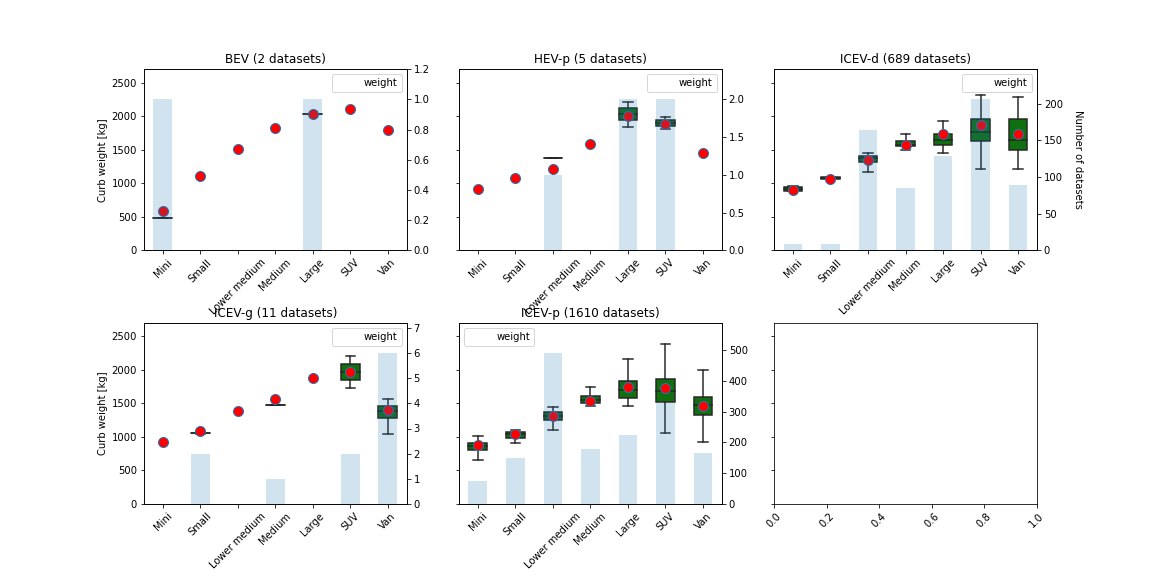 BEV (2 datasets)
weight
Curb weight [kg]
2500
2000
1500
1000
500
0
1.2
1.0
0.8
0.6
0.4
0.2
0.0
Mini
Small
Lower medium
Medium
Large
SUV
Van
HEV-p (5 datasets)
weight
2.0
1.5
1.0
0.5
0.0
Mini
Small
Lower medium
Medium
Large
SUV
Van
ICEV-d (689 datasets)
weight
200
150
100
50
0
Number of datasets
Mini
Small
Lower medium
Medium
Large
SUV
Van
ICEV-g (11 datasets)
weight
Curb weight [kg]
2500
2000
1500
1000
500
0
7
6
5
4
3
2
1
0
Mini
Small
Lower medium
Medium
Large
SUV
Van
ICEV-p (1610 datasets)
weight
500
400
300
200
100
0
Mini
Small
Lower medium
Medium
Large
SUV
Van
0.0
0.2
0.4
0.6
0.8
1.0